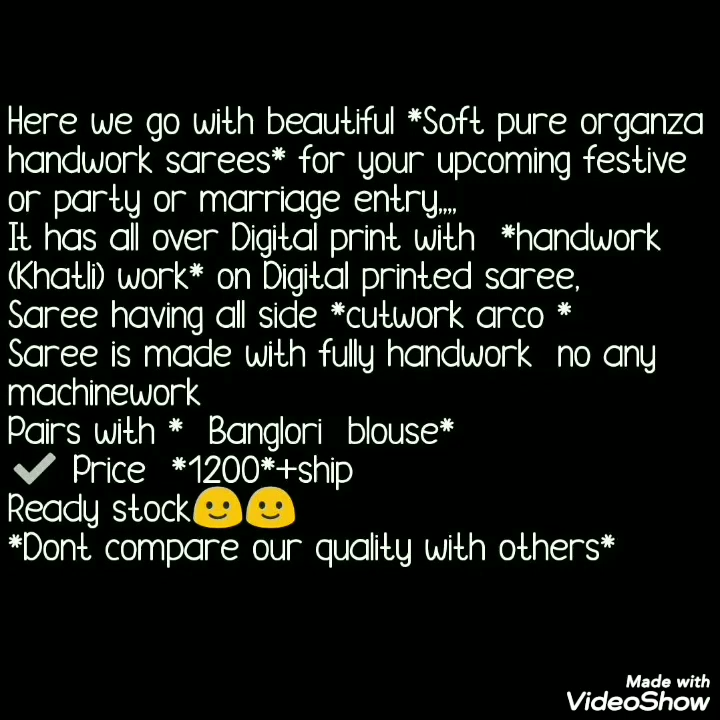 Here we go with beautiful *Soft pure organza
handwork sarees* for your upcoming festive
or party or marriage entry,,,,
It has all over Digital print with  *handwork
(Khatli) work* on Digital printed saree,
Saree having all side *cutwork arco *
Saree is made with fully handwork  no any
machinework
Pairs with *  Banglori  blouse*
✔ Price  *1200*+ship
Ready stock🙂🙂
*Dont compare our quality with others*
Made with
VideoShow